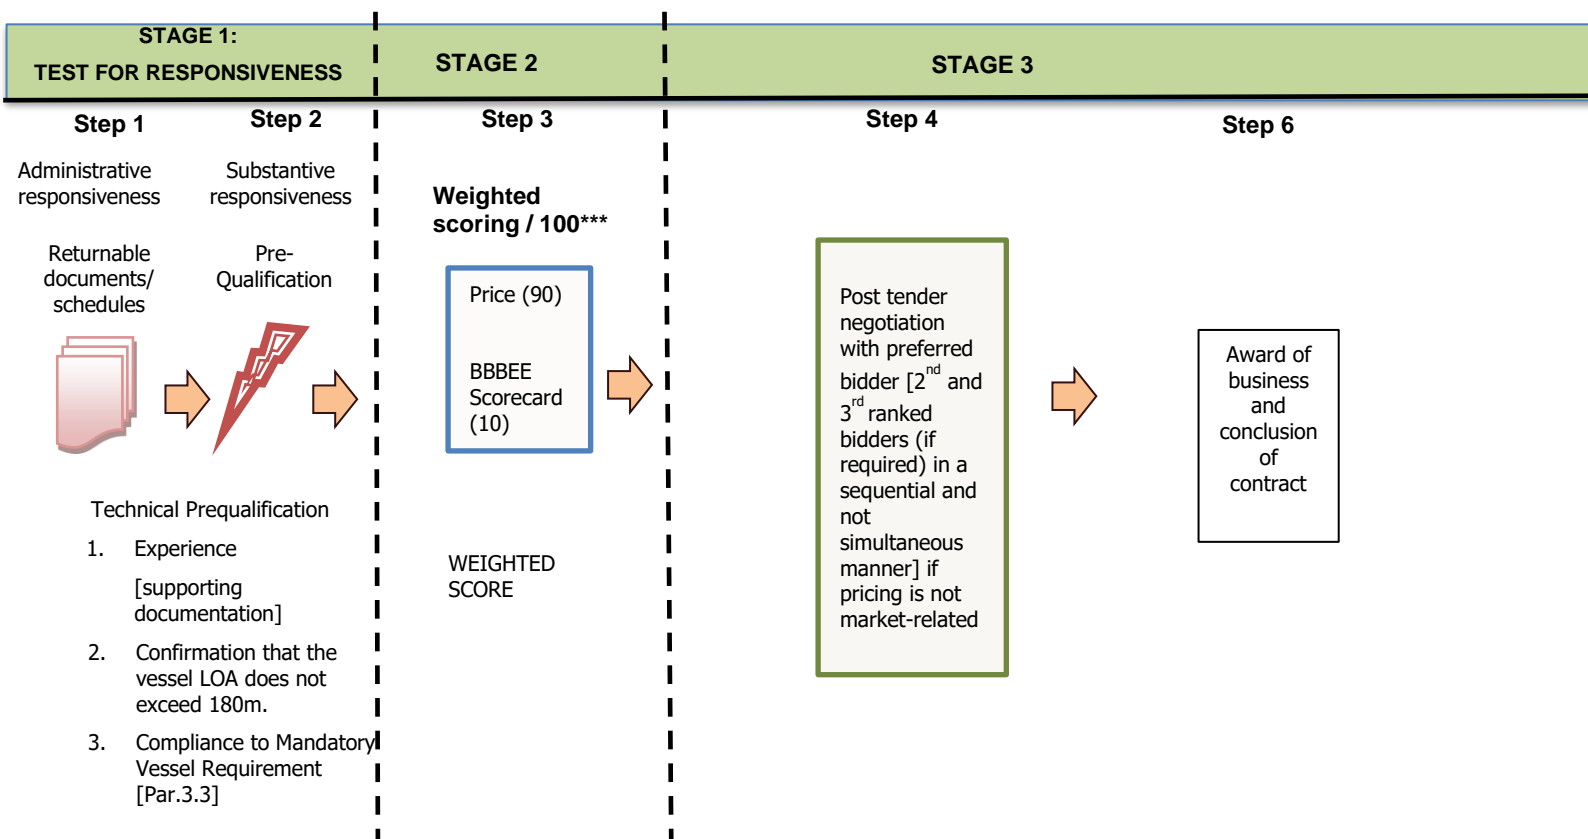 STAGE 1:
TEST FOR RESPONSIVENESS
STAGE 2
STAGE 3
Step 1
Step 2
Step 3
Step 4
Step 6
Administrative
responsiveness
Substantive
responsiveness
Returnable
documents/
schedules
Pre-
Qualification
Technical Prequalification
1. Experience
[supporting
documentation]
2. Confirmation that the
vessel LOA does not
exceed 180m.
3. Compliance to Mandatory
Vessel Requirement
[Par.3.3]
Weighted
scoring / 100***
Price (90)
BBBEE
Scorecard
(10)
WEIGHTED
SCORE
Post tender
negotiation
with preferred
bidder [2nd and
3rd ranked
bidders (if
required) in a
sequential and
not
simultaneous
manner] if
pricing is not
market-related
Award of
business
and
conclusion
of
contract